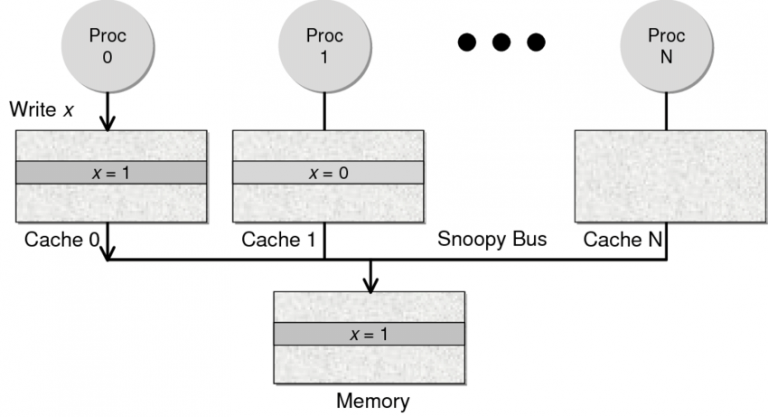 Proc
0
Proc
1
Proc
N
Write x
x = 1
x = 0
Cache 0
Cache 1
Snoopy Bus
Cache N
x = 1
Memory